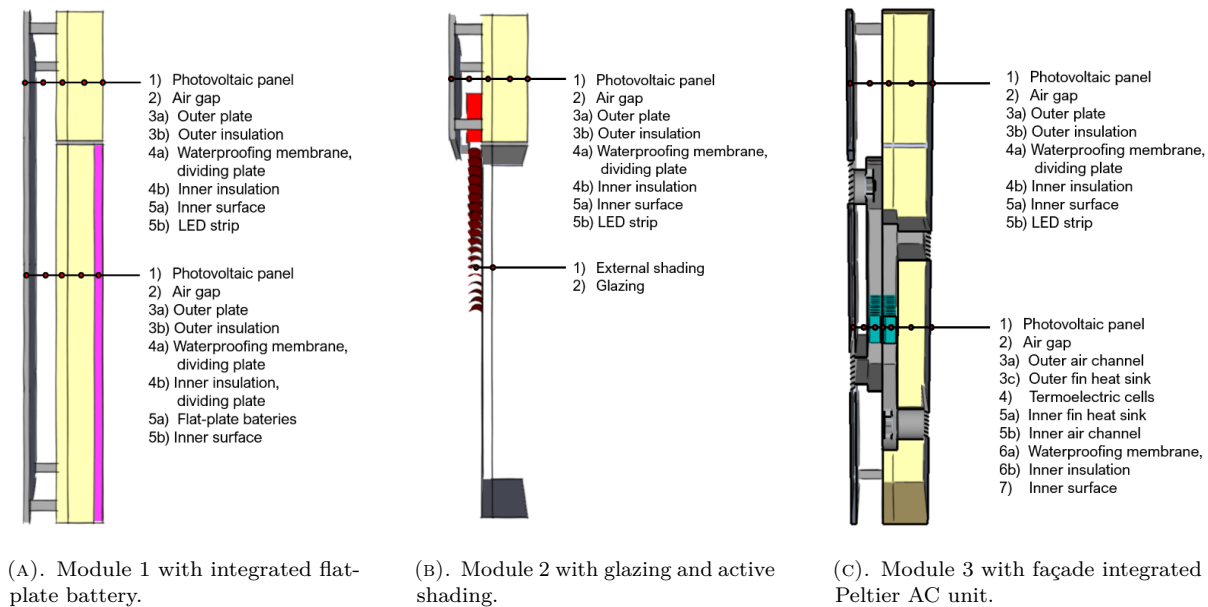 1) Photovoltaic panel
2) Air gap
3a) Outer plate
3b) Outer insulation
4a) Waterproofing membrane,
dividing plate
4b) Inner insulation
5a) Inner surface
5b) LED strip
1) Photovoltaic panel
2) Air gap
3a) Outer plate
3b) Outer insulation
4a) Waterproofing membrane,
dividing plate
4b) Inner insulation,
dividing plate
5a) Flat-plate bateries
5b) Inner surface
(A). Module 1 with integrated flat-
plate battery.
1) Photovoltaic panel
2) Air gap
3a) Outer plate
3b) Outer insulation
4a) Waterproofing membrane,
dividing plate
4b) Inner insulation
5a) Inner surface
5b) LED strip
1) External shading
2) Glazing
(B). Module 2 with glazing and active
shading.
1) Photovoltaic panel
2) Air gap
3a) Outer plate
3b) Outer insulation
4a) Waterproofing membrane,
dividing plate
4b) Inner insulation
5a) Inner surface
5b) LED strip
1) Photovoltaic panel
2) Air gap
3a) Outer air channel
3c) Outer fin heat sink
4) Termoelectric cells
5a) Inner fin heat sink
5b) Inner air channel
6a) Waterproofing membrane,
6b) Inner insulation
7) Inner surface
(C). Module 3 with façade integrated
Peltier AC unit.